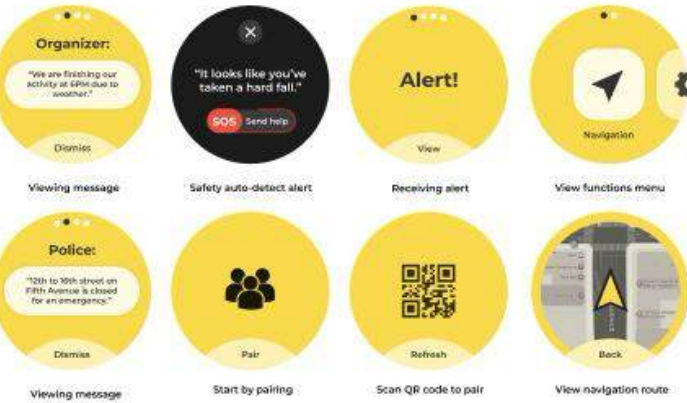 Organizer:
"We are finishing our
activity at 6PM due to
weather."
Dismiss
Viewing message
"It looks like you've
taken a hard fall."
SOS Send help
Safety auto-detect alert
Alert!
View
Receiving alert
Navigation
View functions menu
Police:
"12th to 16th street on
Fifth Avenue is closed
for an emergency."
Dismiss
Viewing message
Pair
Start by pairing
Refresh
Scan QR code to pair
Back
View navigation route